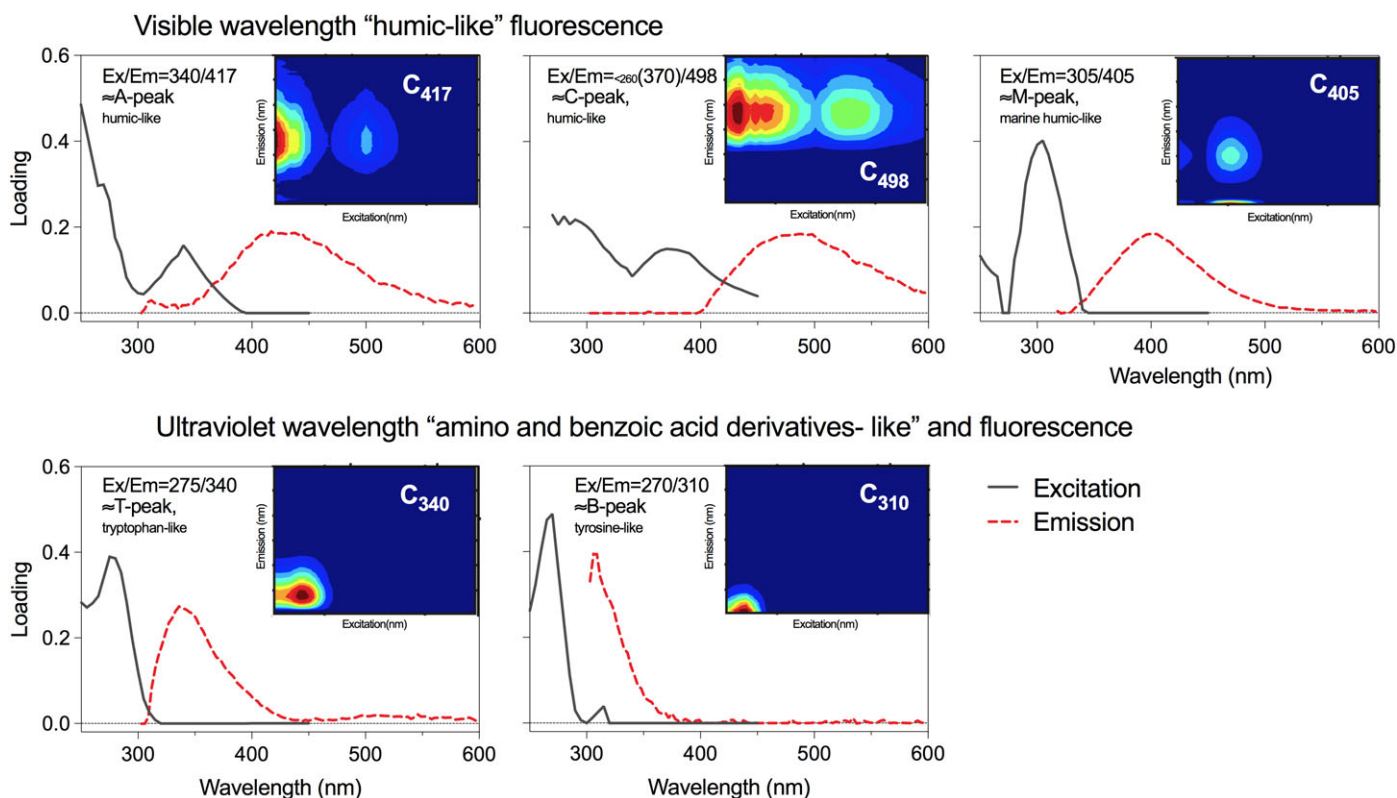 Visible wavelength “humic-like” fluorescence
Loading
0.6
0.4
0.2
0.0
Ex/Em=340/417
≈A-peak
humic-like
Emission (nm)
C417
Excitation(nm)
300
400
500
600
Ex/Em=<260(370)/498
≈C-peak,
humic-like
Emission (nm)
C498
Excitation(nm)
300
400
500
600
Ex/Em=305/405
≈M-peak,
marine humic-like
Emission (nm)
C405
Excitation(nm)
300
400
500
600
Wavelength (nm)
Ultraviolet wavelength “amino and benzoic acid derivatives- like” and fluorescence
Loading
0.6
0.4
0.2
0.0
Ex/Em=275/340
≈T-peak,
tryptophan-like
Emission (nm)
C340
Excitation(nm)
300
400
500
600
Wavelength (nm)
Ex/Em=270/310
≈B-peak
tyrosine-like
Emission (nm)
C310
Excitation(nm)
300
400
500
600
Wavelength (nm)
Excitation
Emission